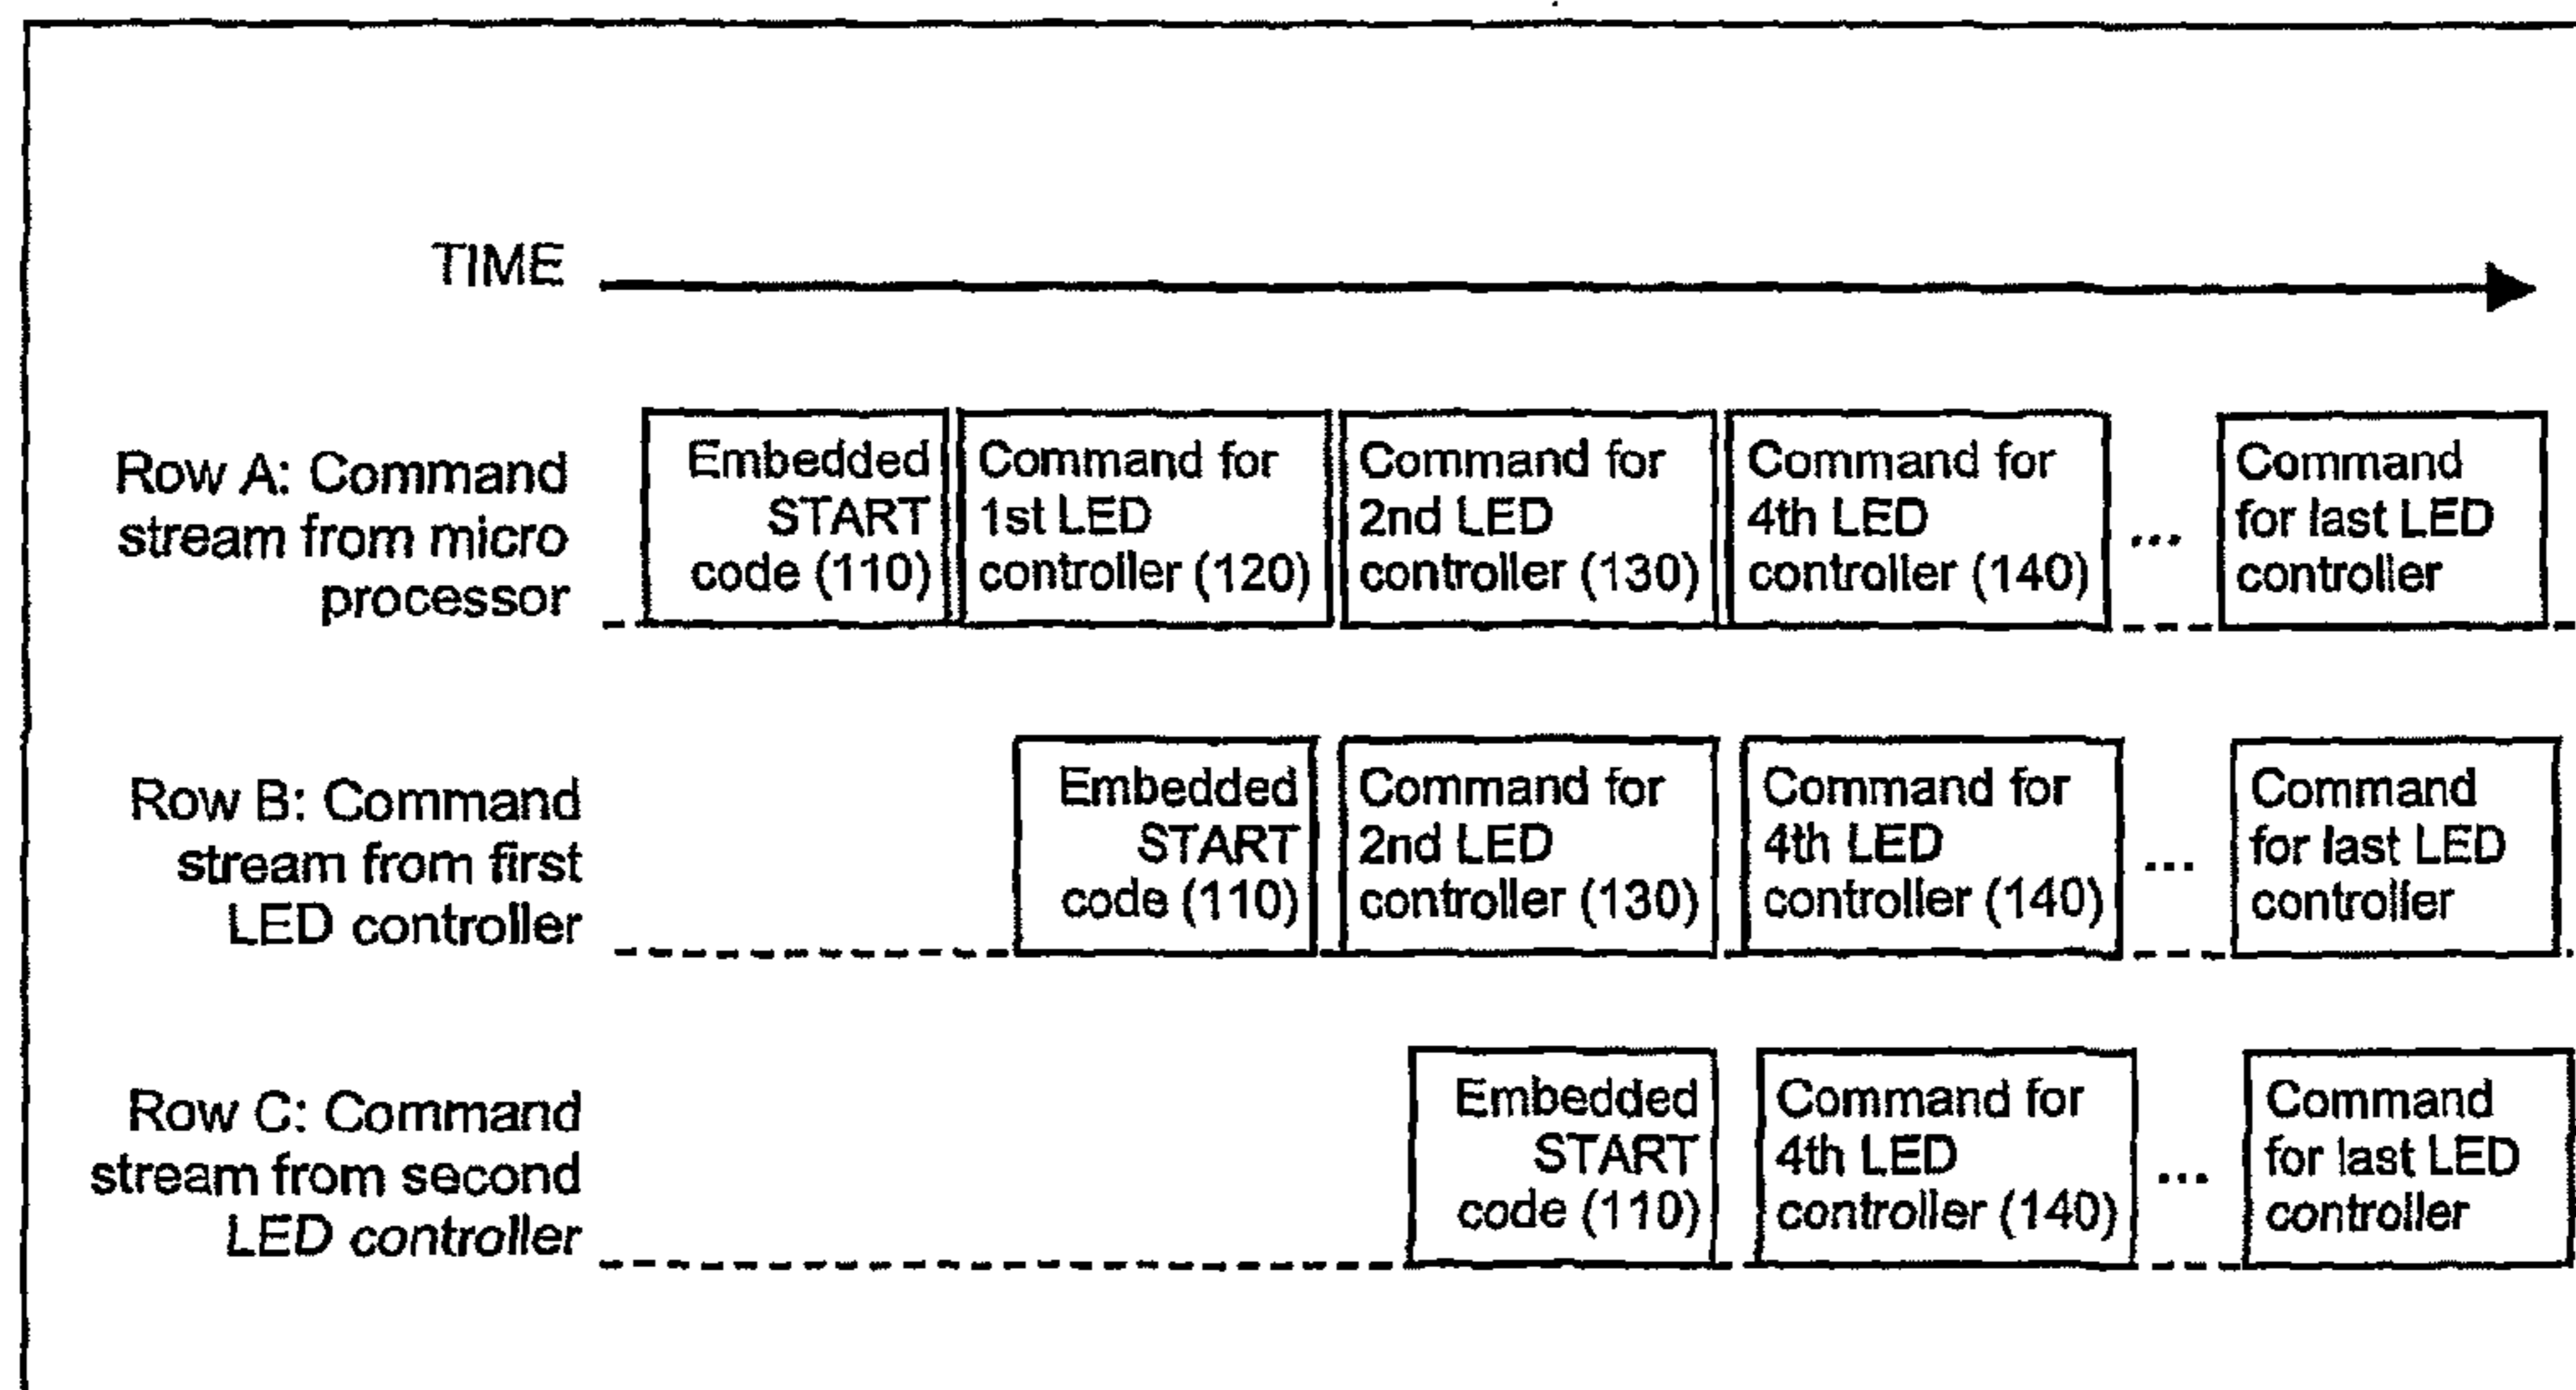 TIME
Row A: Command
stream from micro
processor
Embedded
START
code (110)
Command for
1st LED
controller (120)
Command for
2nd LED
controller (130)
Command for
4th LED
controller (140)
...
Command
for last LED
controller
Row B: Command
stream from first
LED controller
Embedded
START
code (110)
Command for
2nd LED
controller (130)
Command for
4th LED
controller (140)
...
Command
for last LED
controller
Row C: Command
stream from second
LED controller
Embedded
START
code (110)
Command for
4th LED
controller (140)
...
Command
for last LED
controller